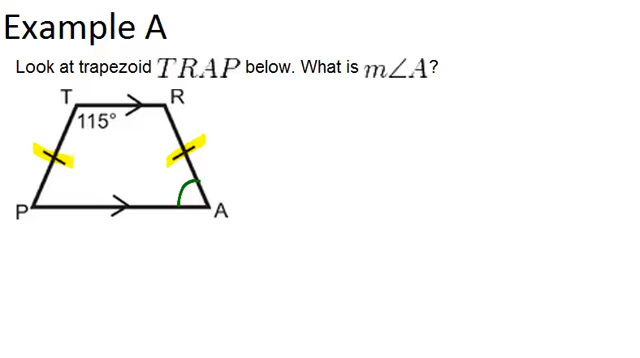 Example A
Look at trapezoid TRAP below. What is m∠A?
T R
115°
P A